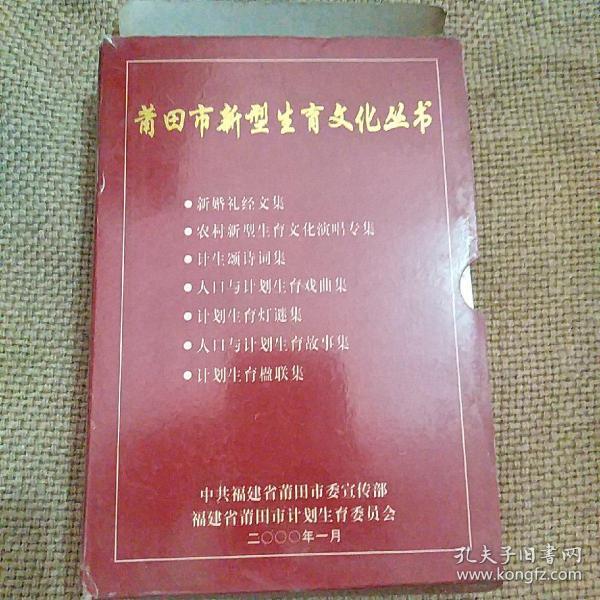 莆田市新型生育文化丛书
●新婚礼经文集
●农村新型生育文化演唱专集
●计生颂诗词集
●人口与计划生育戏曲集
●计划生育灯谜集
●人口与计划生育故事集
●计划生育楹联集
中共福建省莆田市委宣传部
福建省莆田市计划生育委员会
二〇〇〇年一月
孔夫子旧书网
www.kongfz.com